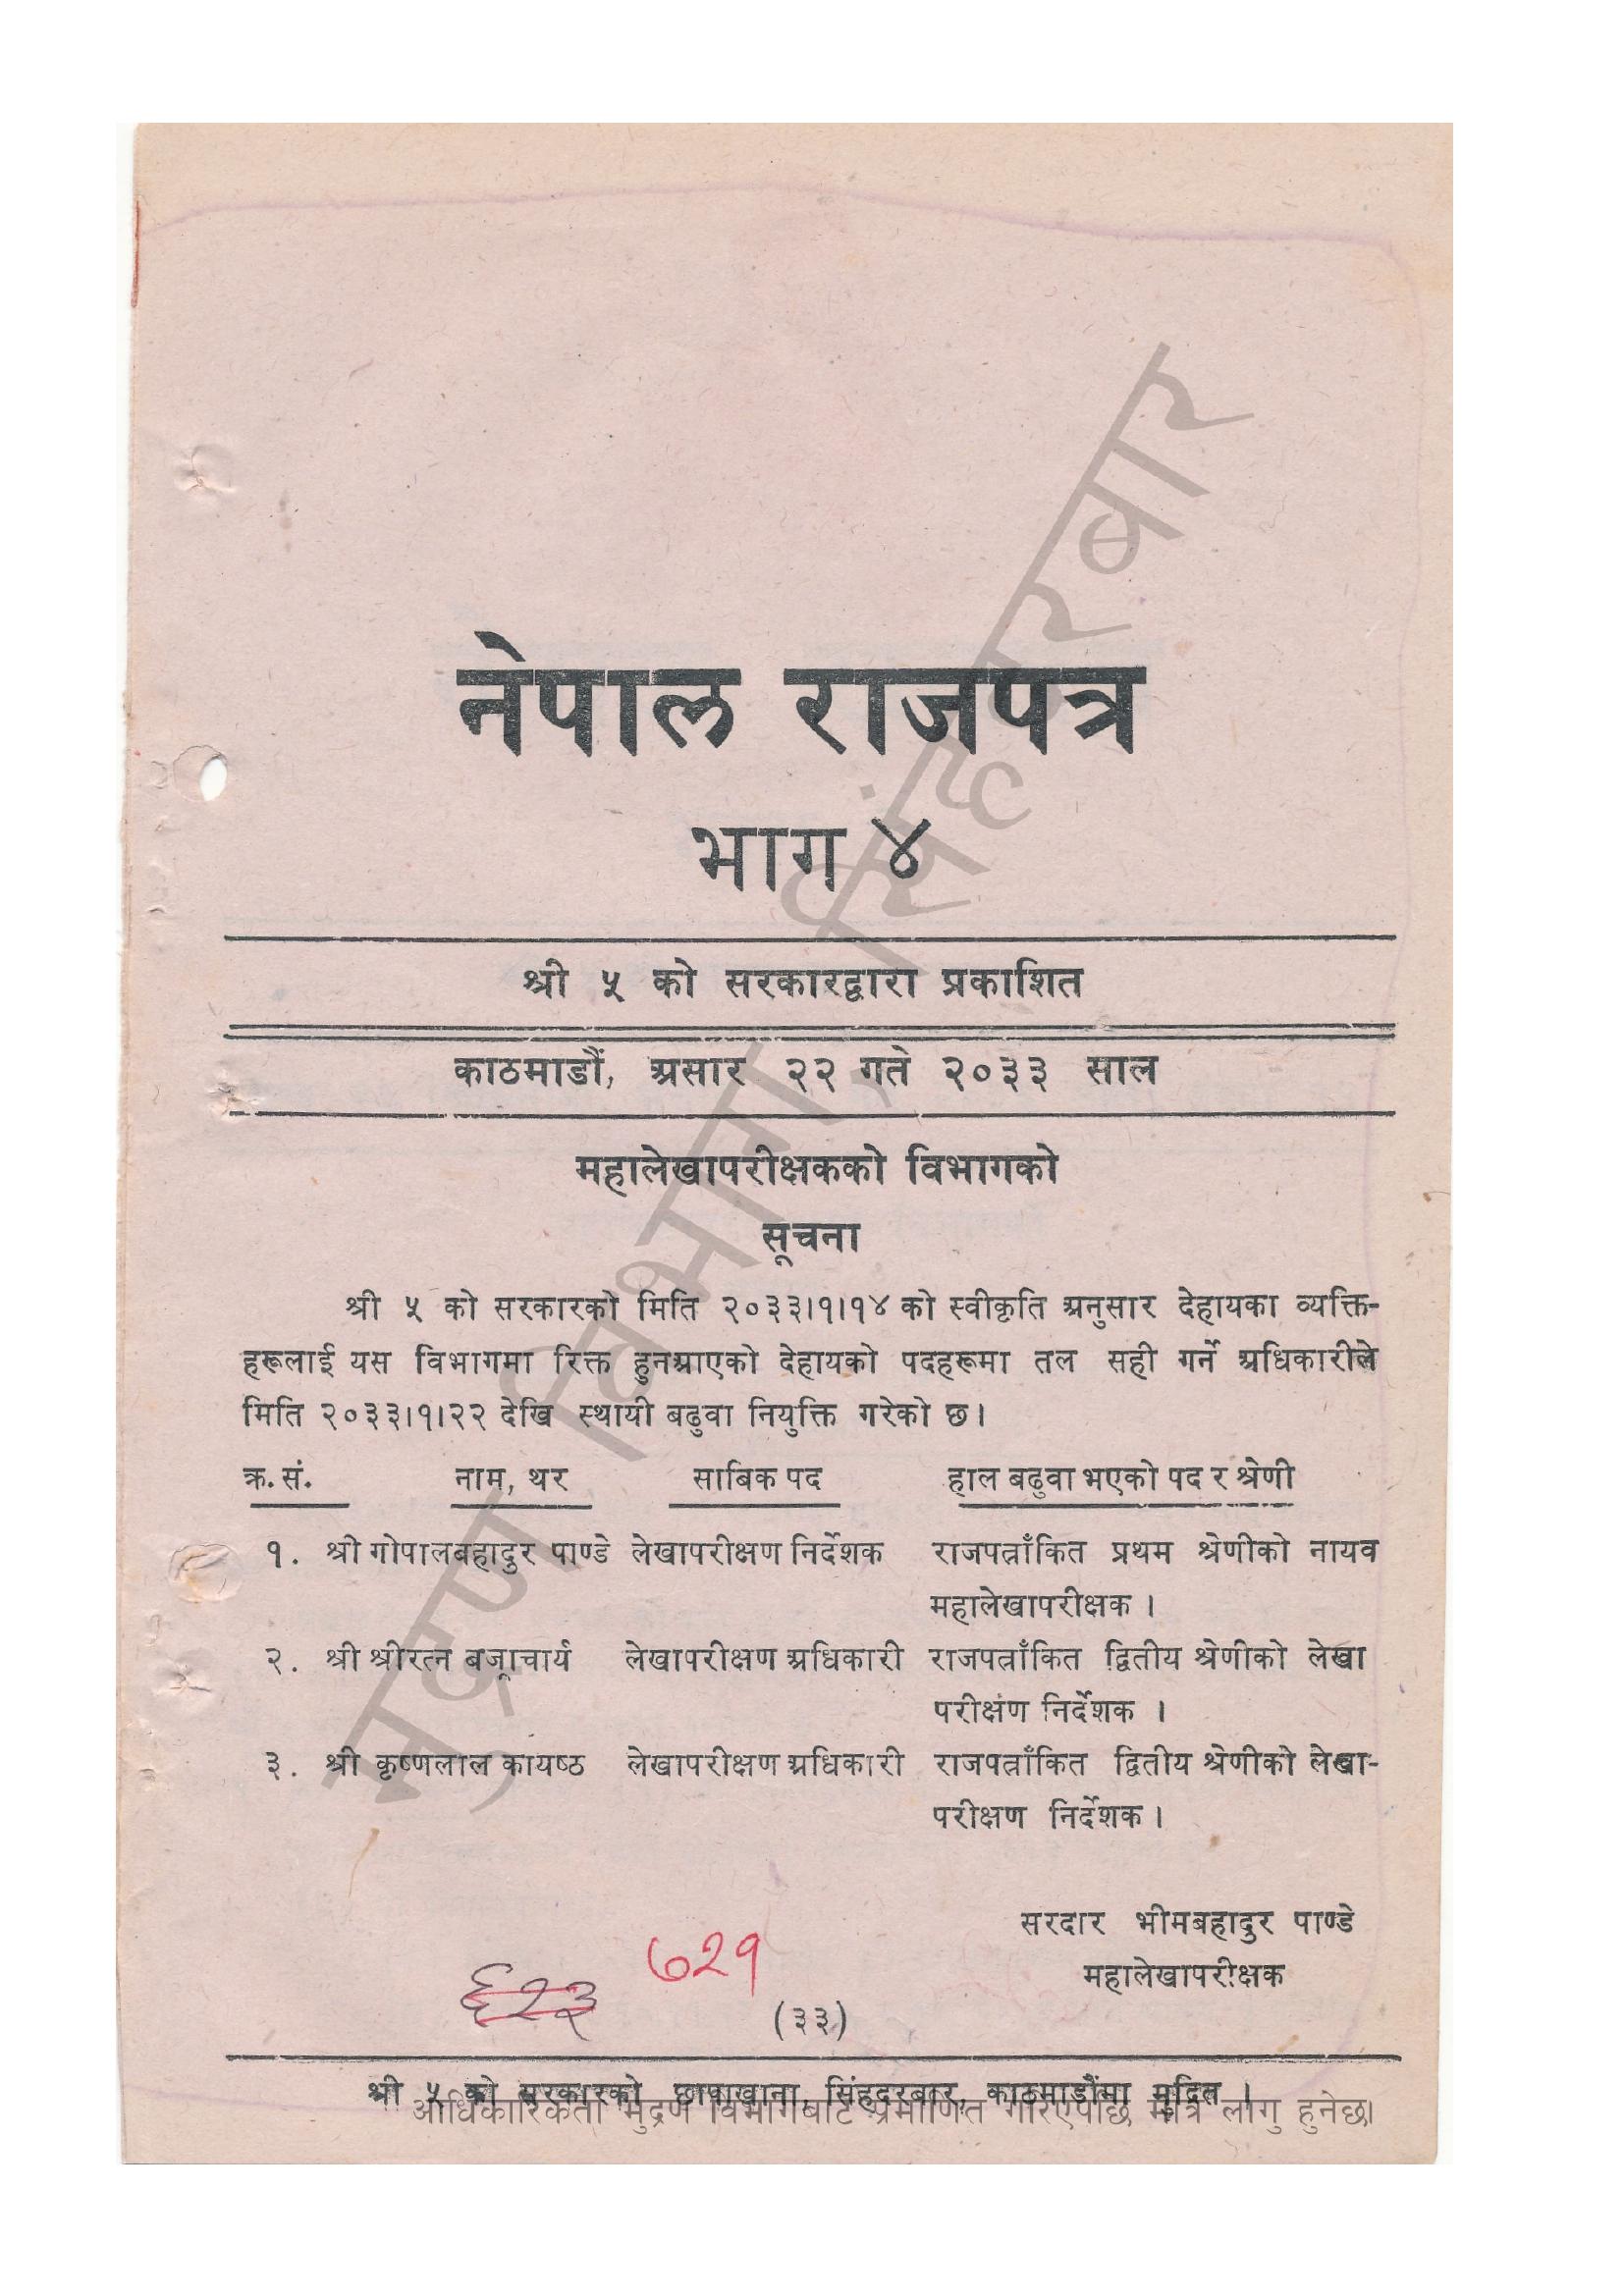 नेपाल राजपत्र
भाग ४
श्री ५ को सरकारद्वारा प्रकाशित
काठमाडौं, असार २२ गते २०३३ साल
महालेखापरीक्षकको विभागको
सूचना
श्री ५ को सरकारको मिति २०३३।१।१४ को स्वीकृति अनुसार देहायका व्यक्ति-
हरूलाई यस विभागमा रिक्त हुनआएको देहायको पदहरूमा तल सही गर्ने अधिकारीले
मिति २०३३।१।२२ देखि स्थायी बढुवा नियुक्ति गरेको छ।
क्र. सं. नाम, थर साबिक पद हाल बढुवा भएको पद र श्रेणी
१. श्री गोपालबहादुर पाण्डे लेखापरीक्षण निर्देशक राजपत्राँकित प्रथम श्रेणीको नायव
महालेखापरीक्षक ।
२. श्री श्रीरत्न बज्राचार्य लेखापरीक्षण अधिकारी राजपत्राँकित द्वितीय श्रेणीको लेखा
परीक्षण निर्देशक ।
३. श्री कृष्णलाल कायष्ठ लेखापरीक्षण अधिकारी राजपत्राँकित द्वितीय श्रेणीको लेखा-
परीक्षण निर्देशक ।
सरदार भीमबहादुर पाण्डे
महालेखापरीक्षक
७२१
६२३
(३३)
श्री ५ को सरकारको छापाखाना, सिंहदरबार, काठमाडौंमा मुद्रित ।
आधिकारिकता मुद्रण विभागबाट प्रमाणित गरिएपछि मात्र लागु हुनेछ।
मुद्रण विभाग, सिंहदरबार